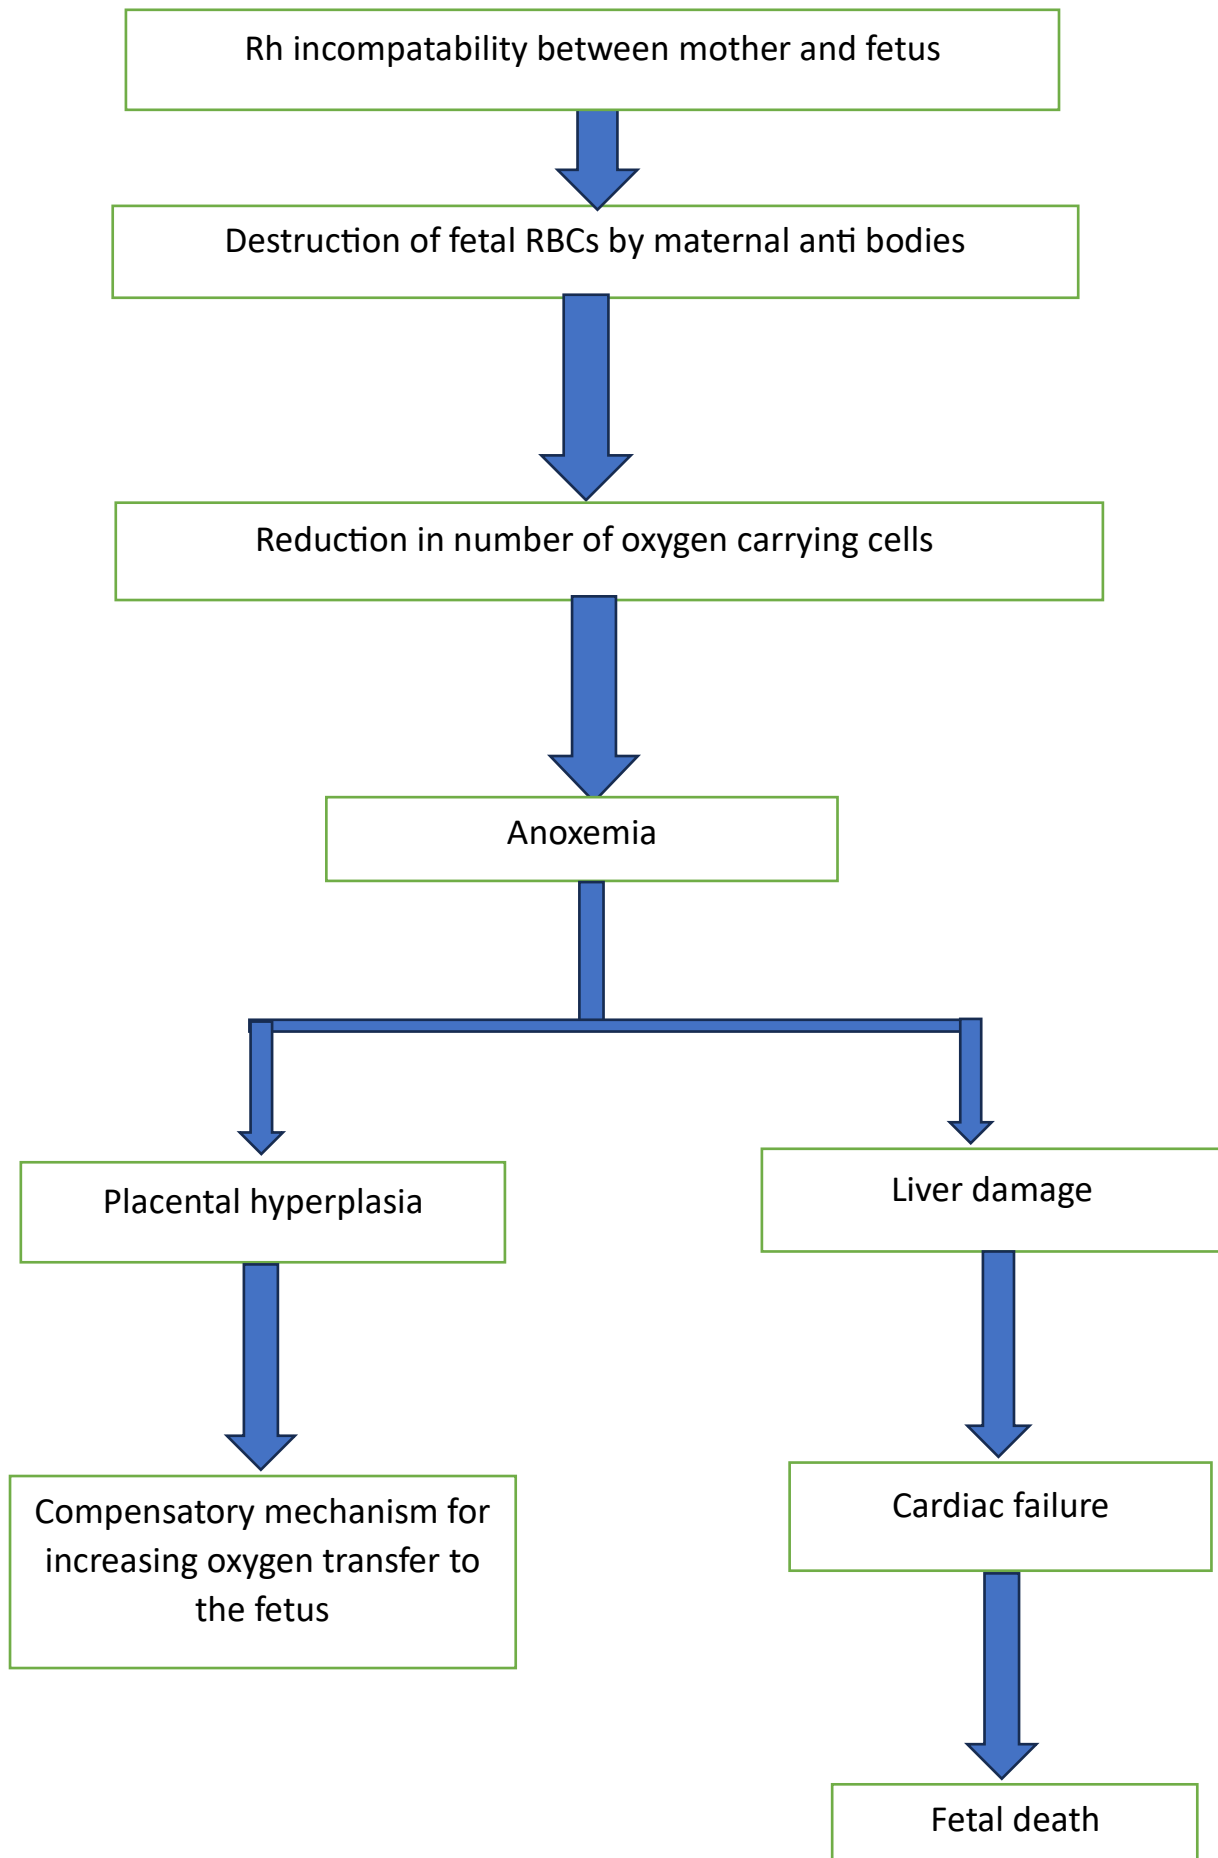 Rh incompatability between mother and fetus
Destruction of fetal RBCs by maternal anti bodies
Reduction in number of oxygen carrying cells
Anoxemia
Placental hyperplasia
Liver damage
Compensatory mechanism for
increasing oxygen transfer to
the fetus
Cardiac failure
Fetal death